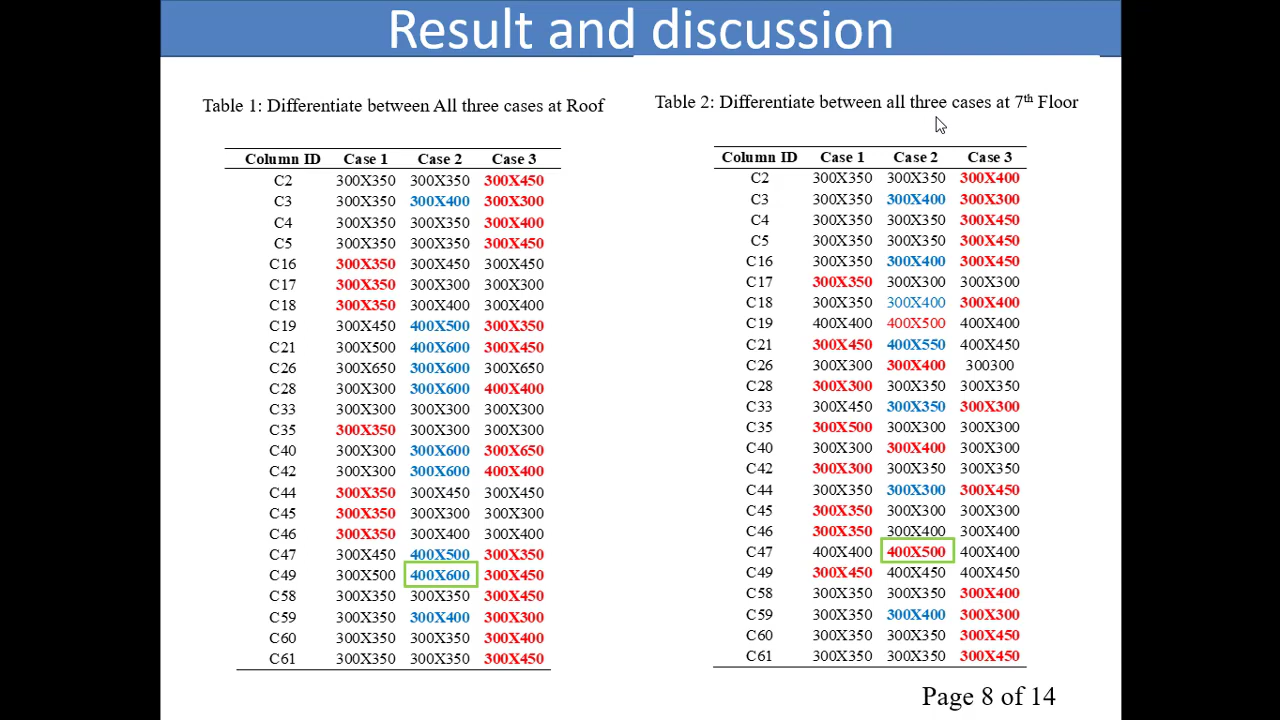 Result and discussion
Table 1: Differentiate between All three cases at Roof
Column ID Case 1 Case 2 Case 3
C2 300X350 300X350 300X450
C3 300X350 300X400 300X300
C4 300X350 300X350 300X400
C5 300X350 300X350 300X450
C16 300X350 300X450 300X450
C17 300X350 300X300 300X300
C18 300X350 300X400 300X400
C19 300X450 400X500 300X350
C21 300X500 400X600 300X450
C26 300X650 300X600 300X650
C28 300X300 300X600 400X400
C33 300X300 300X300 300X300
C35 300X350 300X300 300X300
C40 300X300 300X600 300X650
C42 300X300 300X600 400X400
C44 300X350 300X450 300X450
C45 300X350 300X300 300X300
C46 300X350 300X400 300X400
C47 300X450 400X500 300X350
C49 300X500 400X600 300X450
C58 300X350 300X350 300X450
C59 300X350 300X400 300X300
C60 300X350 300X350 300X400
C61 300X350 300X350 300X450
Table 2: Differentiate between all three cases at 7th Floor
Column ID Case 1 Case 2 Case 3
C2 300X350 300X350 300X400
C3 300X350 300X400 300X300
C4 300X350 300X350 300X450
C5 300X350 300X350 300X450
C16 300X350 300X400 300X450
C17 300X350 300X300 300X300
C18 300X350 300X400 300X400
C19 400X400 400X500 400X400
C21 300X450 400X550 400X450
C26 300X300 300X400 300300
C28 300X300 300X350 300X350
C33 300X450 300X350 300X300
C35 300X500 300X300 300X300
C40 300X300 300X400 300X300
C42 300X300 300X350 300X350
C44 300X350 300X300 300X450
C45 300X350 300X300 300X300
C46 300X350 300X400 300X400
C47 400X400 400X500 400X400
C49 300X450 400X450 400X450
C58 300X350 300X350 300X400
C59 300X350 300X400 300X300
C60 300X350 300X350 300X450
C61 300X350 300X350 300X450
Page 8 of 14